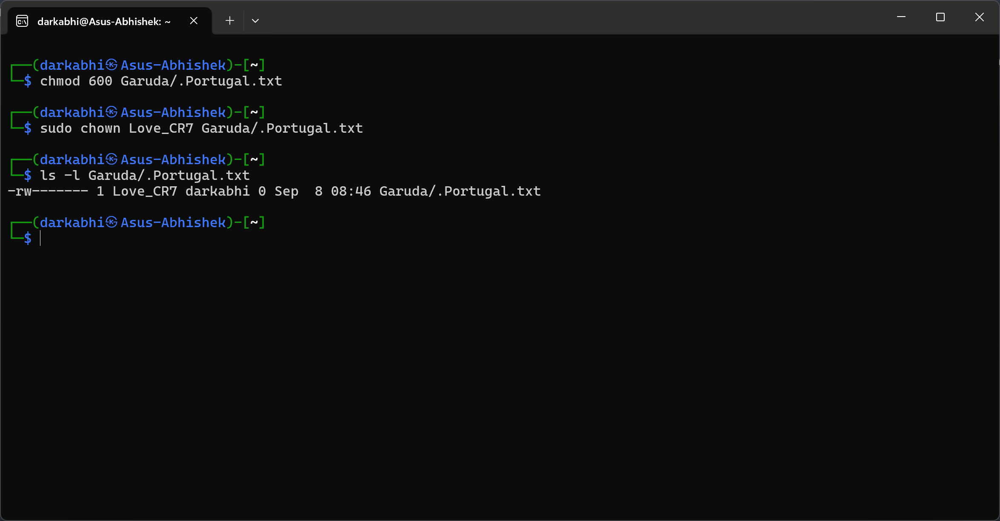 darkabhi@Asus-Abhishek: ~
┌──(darkabhi㉿Asus-Abhishek)-[~]
└─$ chmod 600 Garuda/.Portugal.txt
┌──(darkabhi㉿Asus-Abhishek)-[~]
└─$ sudo chown Love_CR7 Garuda/.Portugal.txt
┌──(darkabhi㉿Asus-Abhishek)-[~]
└─$ ls -l Garuda/.Portugal.txt
-rw------- 1 Love_CR7 darkabhi 0 Sep  8 08:46 Garuda/.Portugal.txt
┌──(darkabhi㉿Asus-Abhishek)-[~]
└─$